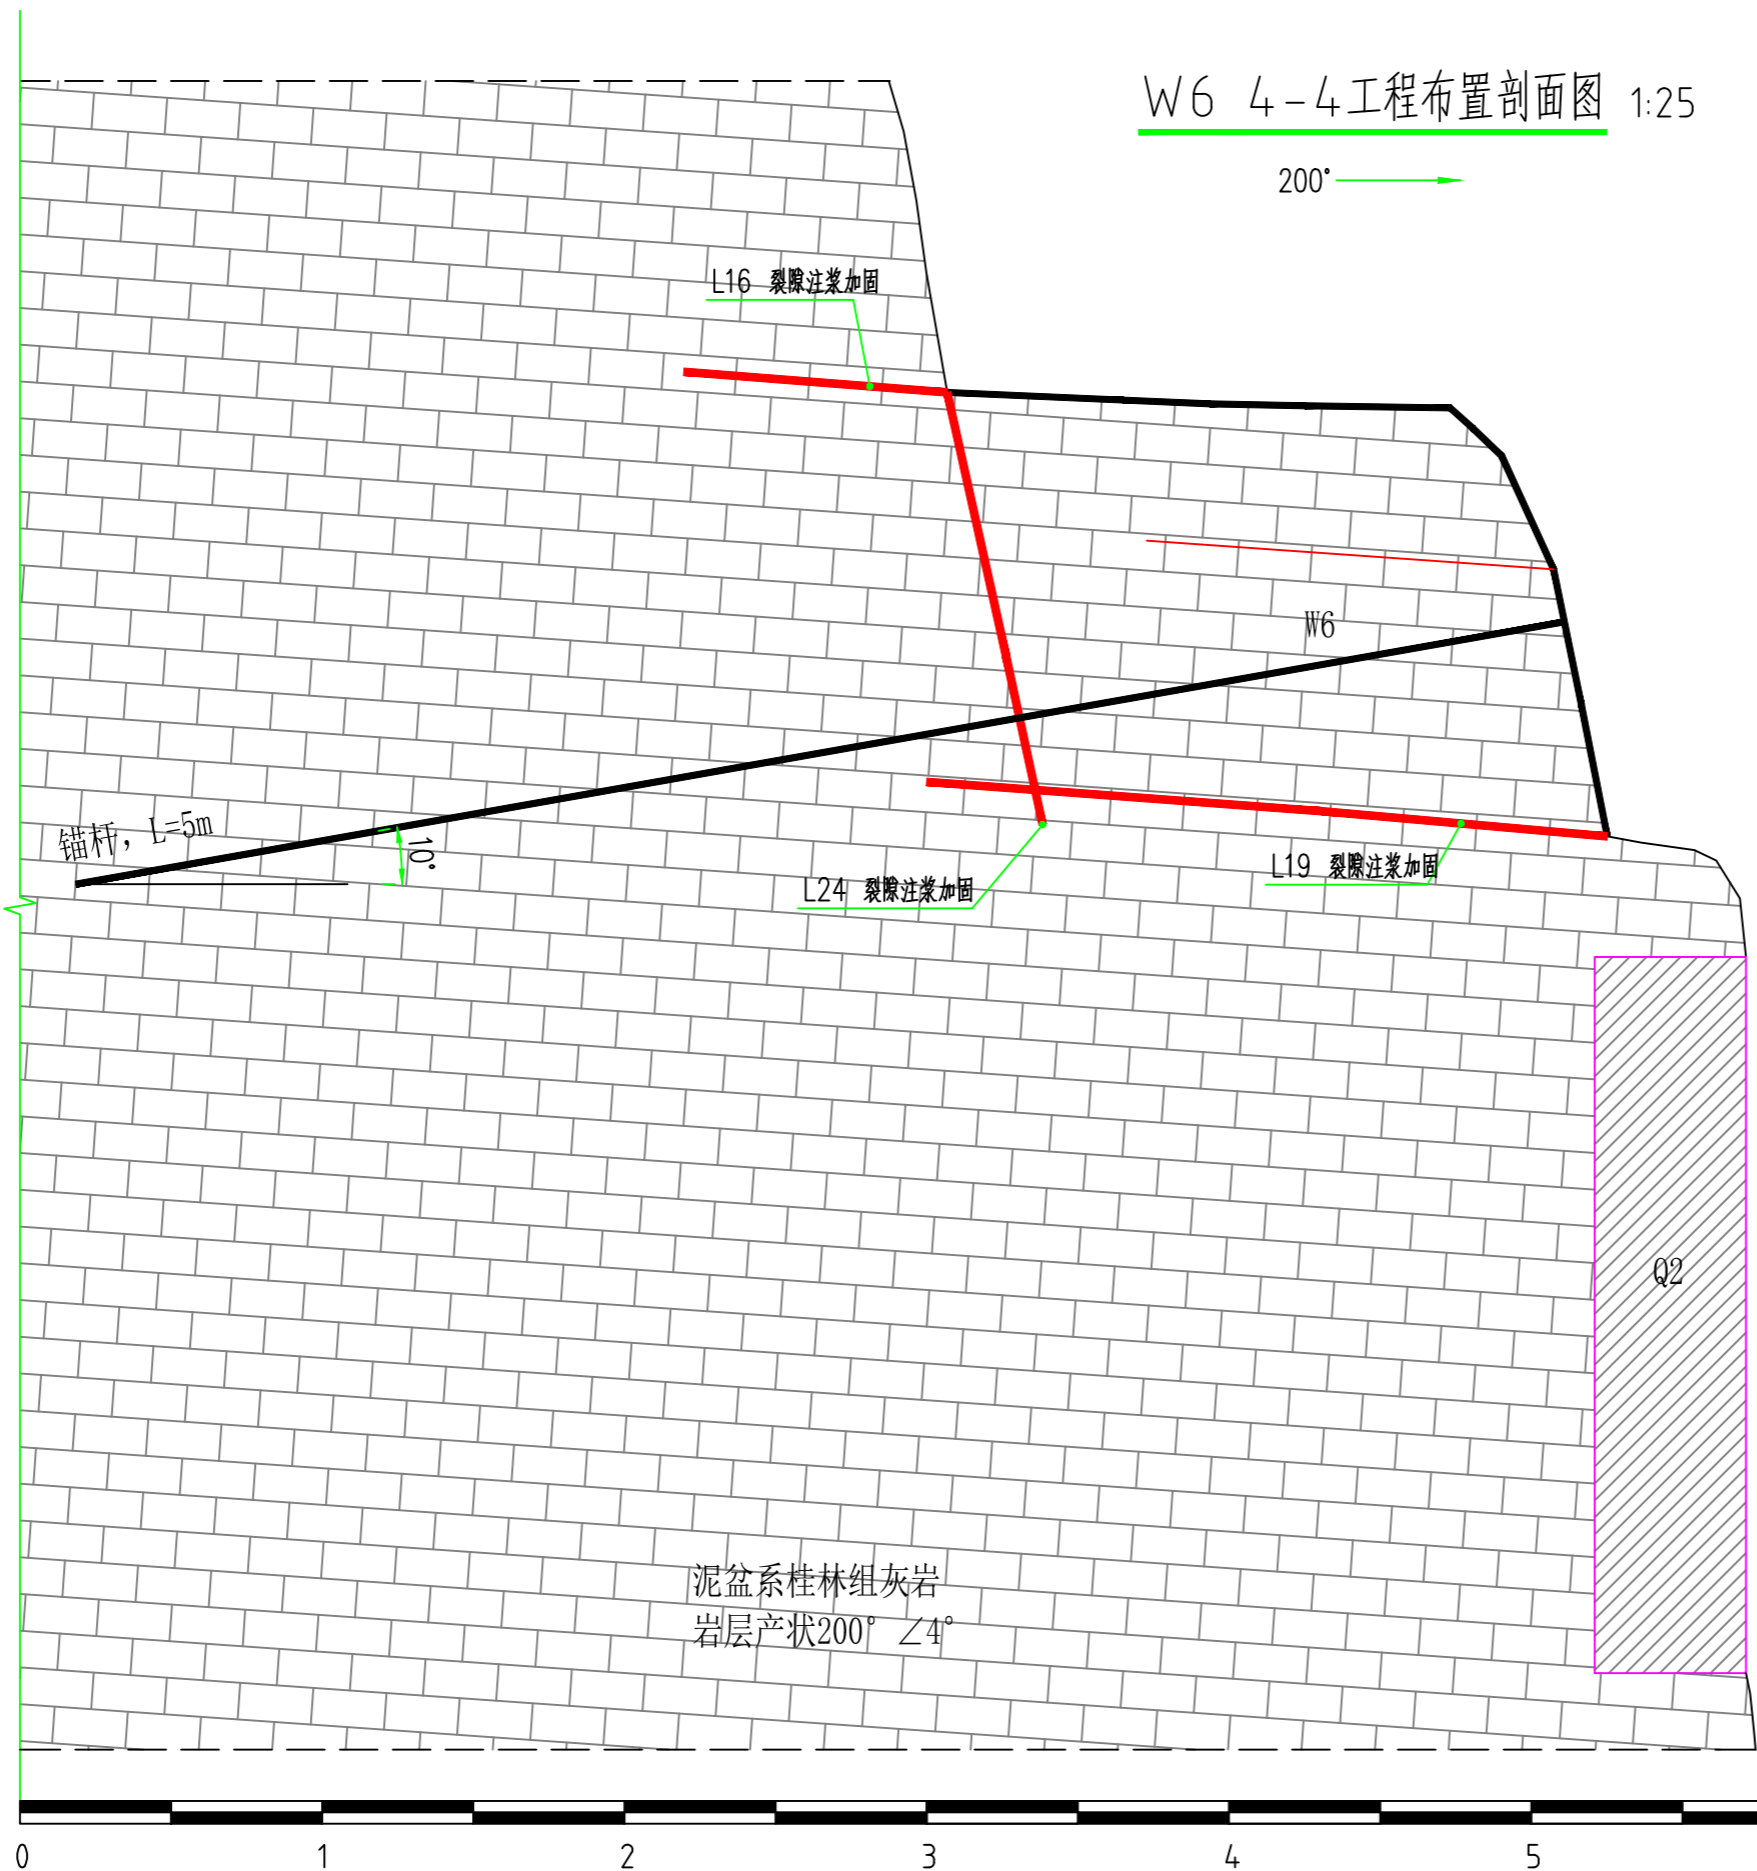 W6 4-4工程布置剖面图 1:25
200°
L16 裂隙注浆加固
W6
锚杆，L=5m
10°
L24 裂隙注浆加固
L19 裂隙注浆加固
Q2
泥盆系桂林组灰岩
岩层产状200° ∠4°
0 1 2 3 4 5